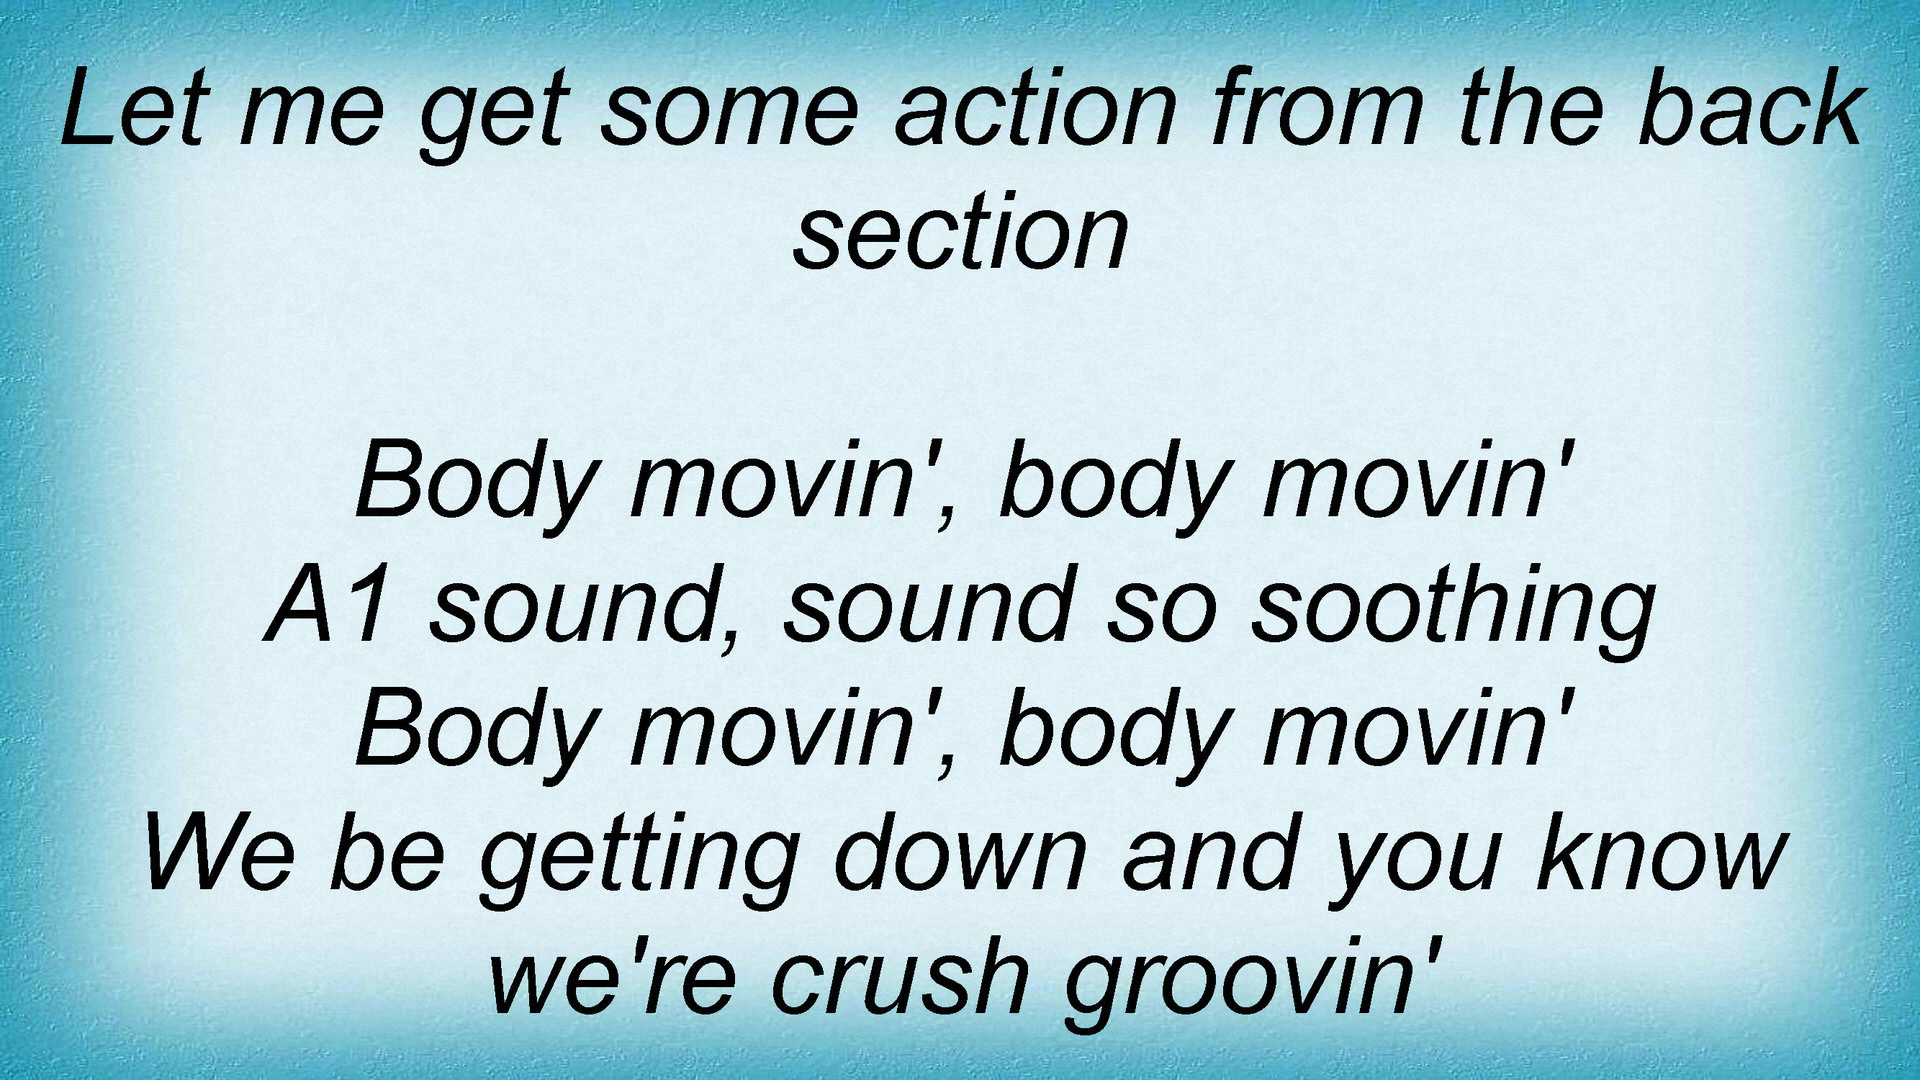 Let me get some action from the back
section
Body movin', body movin'
A1 sound, sound so soothing
Body movin', body movin'
We be getting down and you know
we're crush groovin'